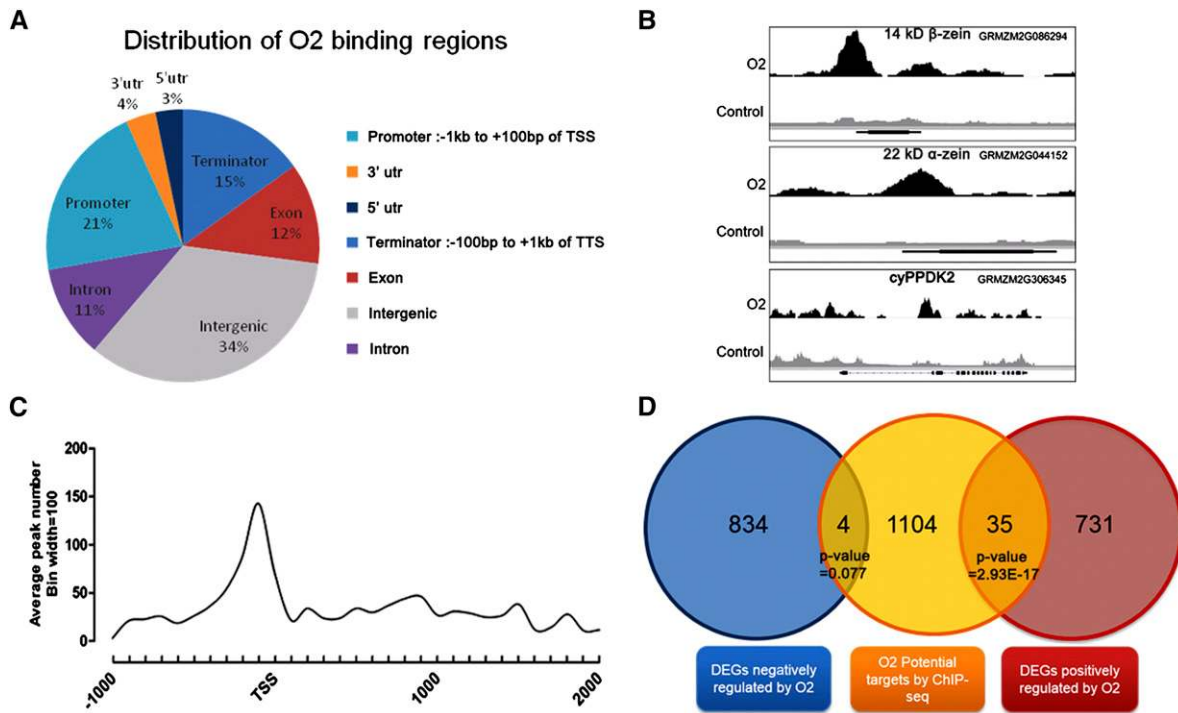 A
Distribution of O2 binding regions
3'utr
4%
5'utr
3%
Terminator
15%
Exon
12%
Intergenic
34%
Intron
11%
Promoter
21%
Promoter :-1kb to +100bp of TSS
3' utr
5' utr
Terminator :-100bp to +1kb of TTS
Exon
Intergenic
Intron
B
14 kD β-zein GRMZM2G086294
O2
Control
22 kD α-zein GRMZM2G044152
O2
Control
cyPPDK2 GRMZM2G306345
O2
Control
C
Average peak number
Bin width=100
200
150
100
50
0
-1000
TSS
1000
2000
D
834
4
p-value
=0.077
1104
35
p-value
=2.93E-17
731
DEGs negatively
regulated by O2
O2 Potential
targets by ChIP-
seq
DEGs positively
regulated by O2